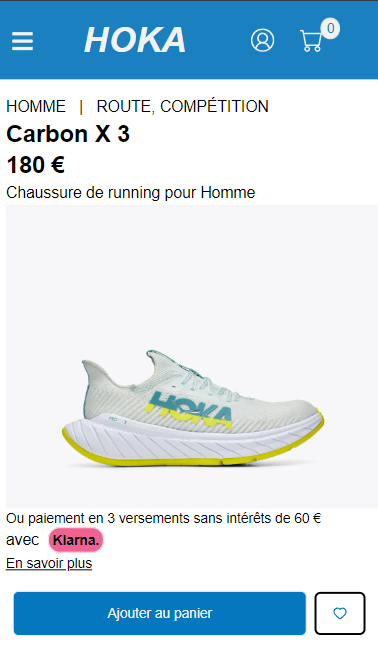 HOKA
0
HOMME | ROUTE, COMPÉTITION
Carbon X 3
180 €
Chaussure de running pour Homme
HOKA
Ou paiement en 3 versements sans intérêts de 60 €
avec Klarna.
En savoir plus
Ajouter au panier